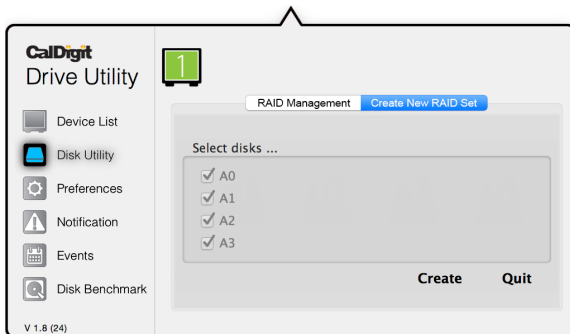 CalDigit
Drive Utility
1
Device List
Disk Utility
Preferences
Notification
Events
Disk Benchmark
V 1.8 (24)
RAID Management
Create New RAID Set
Select disks ...
A0
A1
A2
A3
Create
Quit